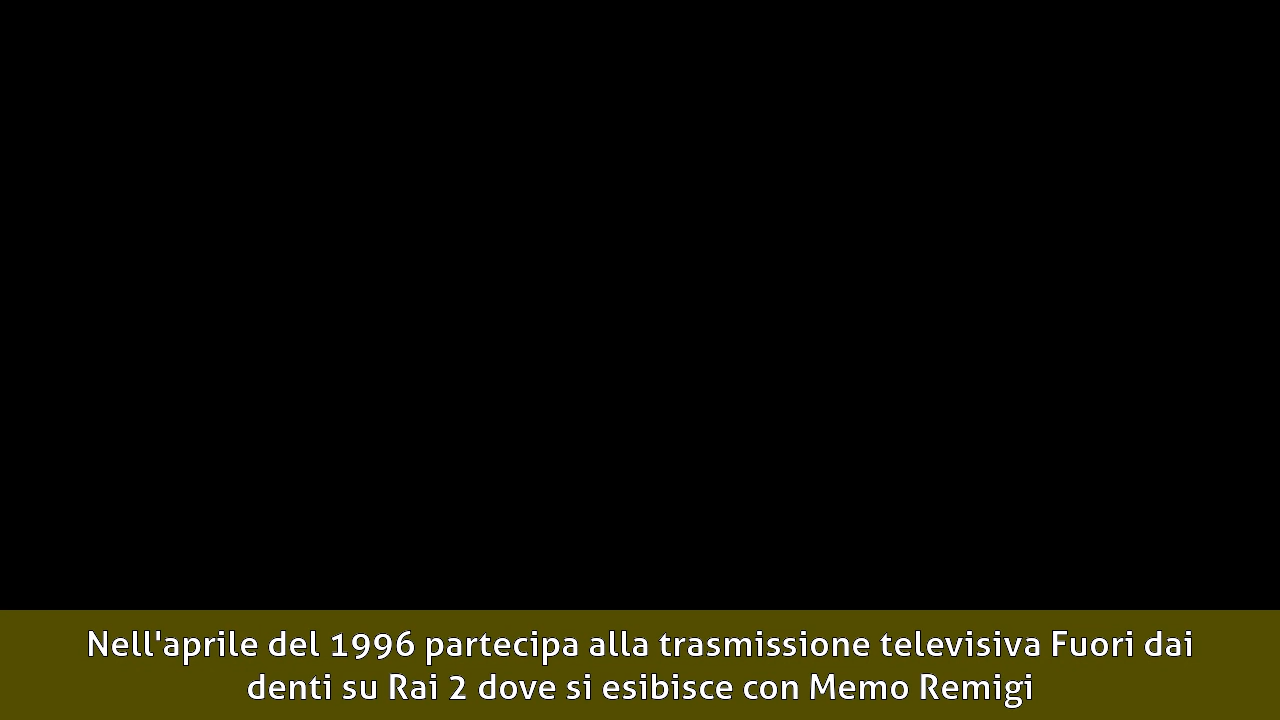 Nell'aprile del 1996 partecipa alla trasmissione televisiva Fuori dai
denti su Rai 2 dove si esibisce con Memo Remigi